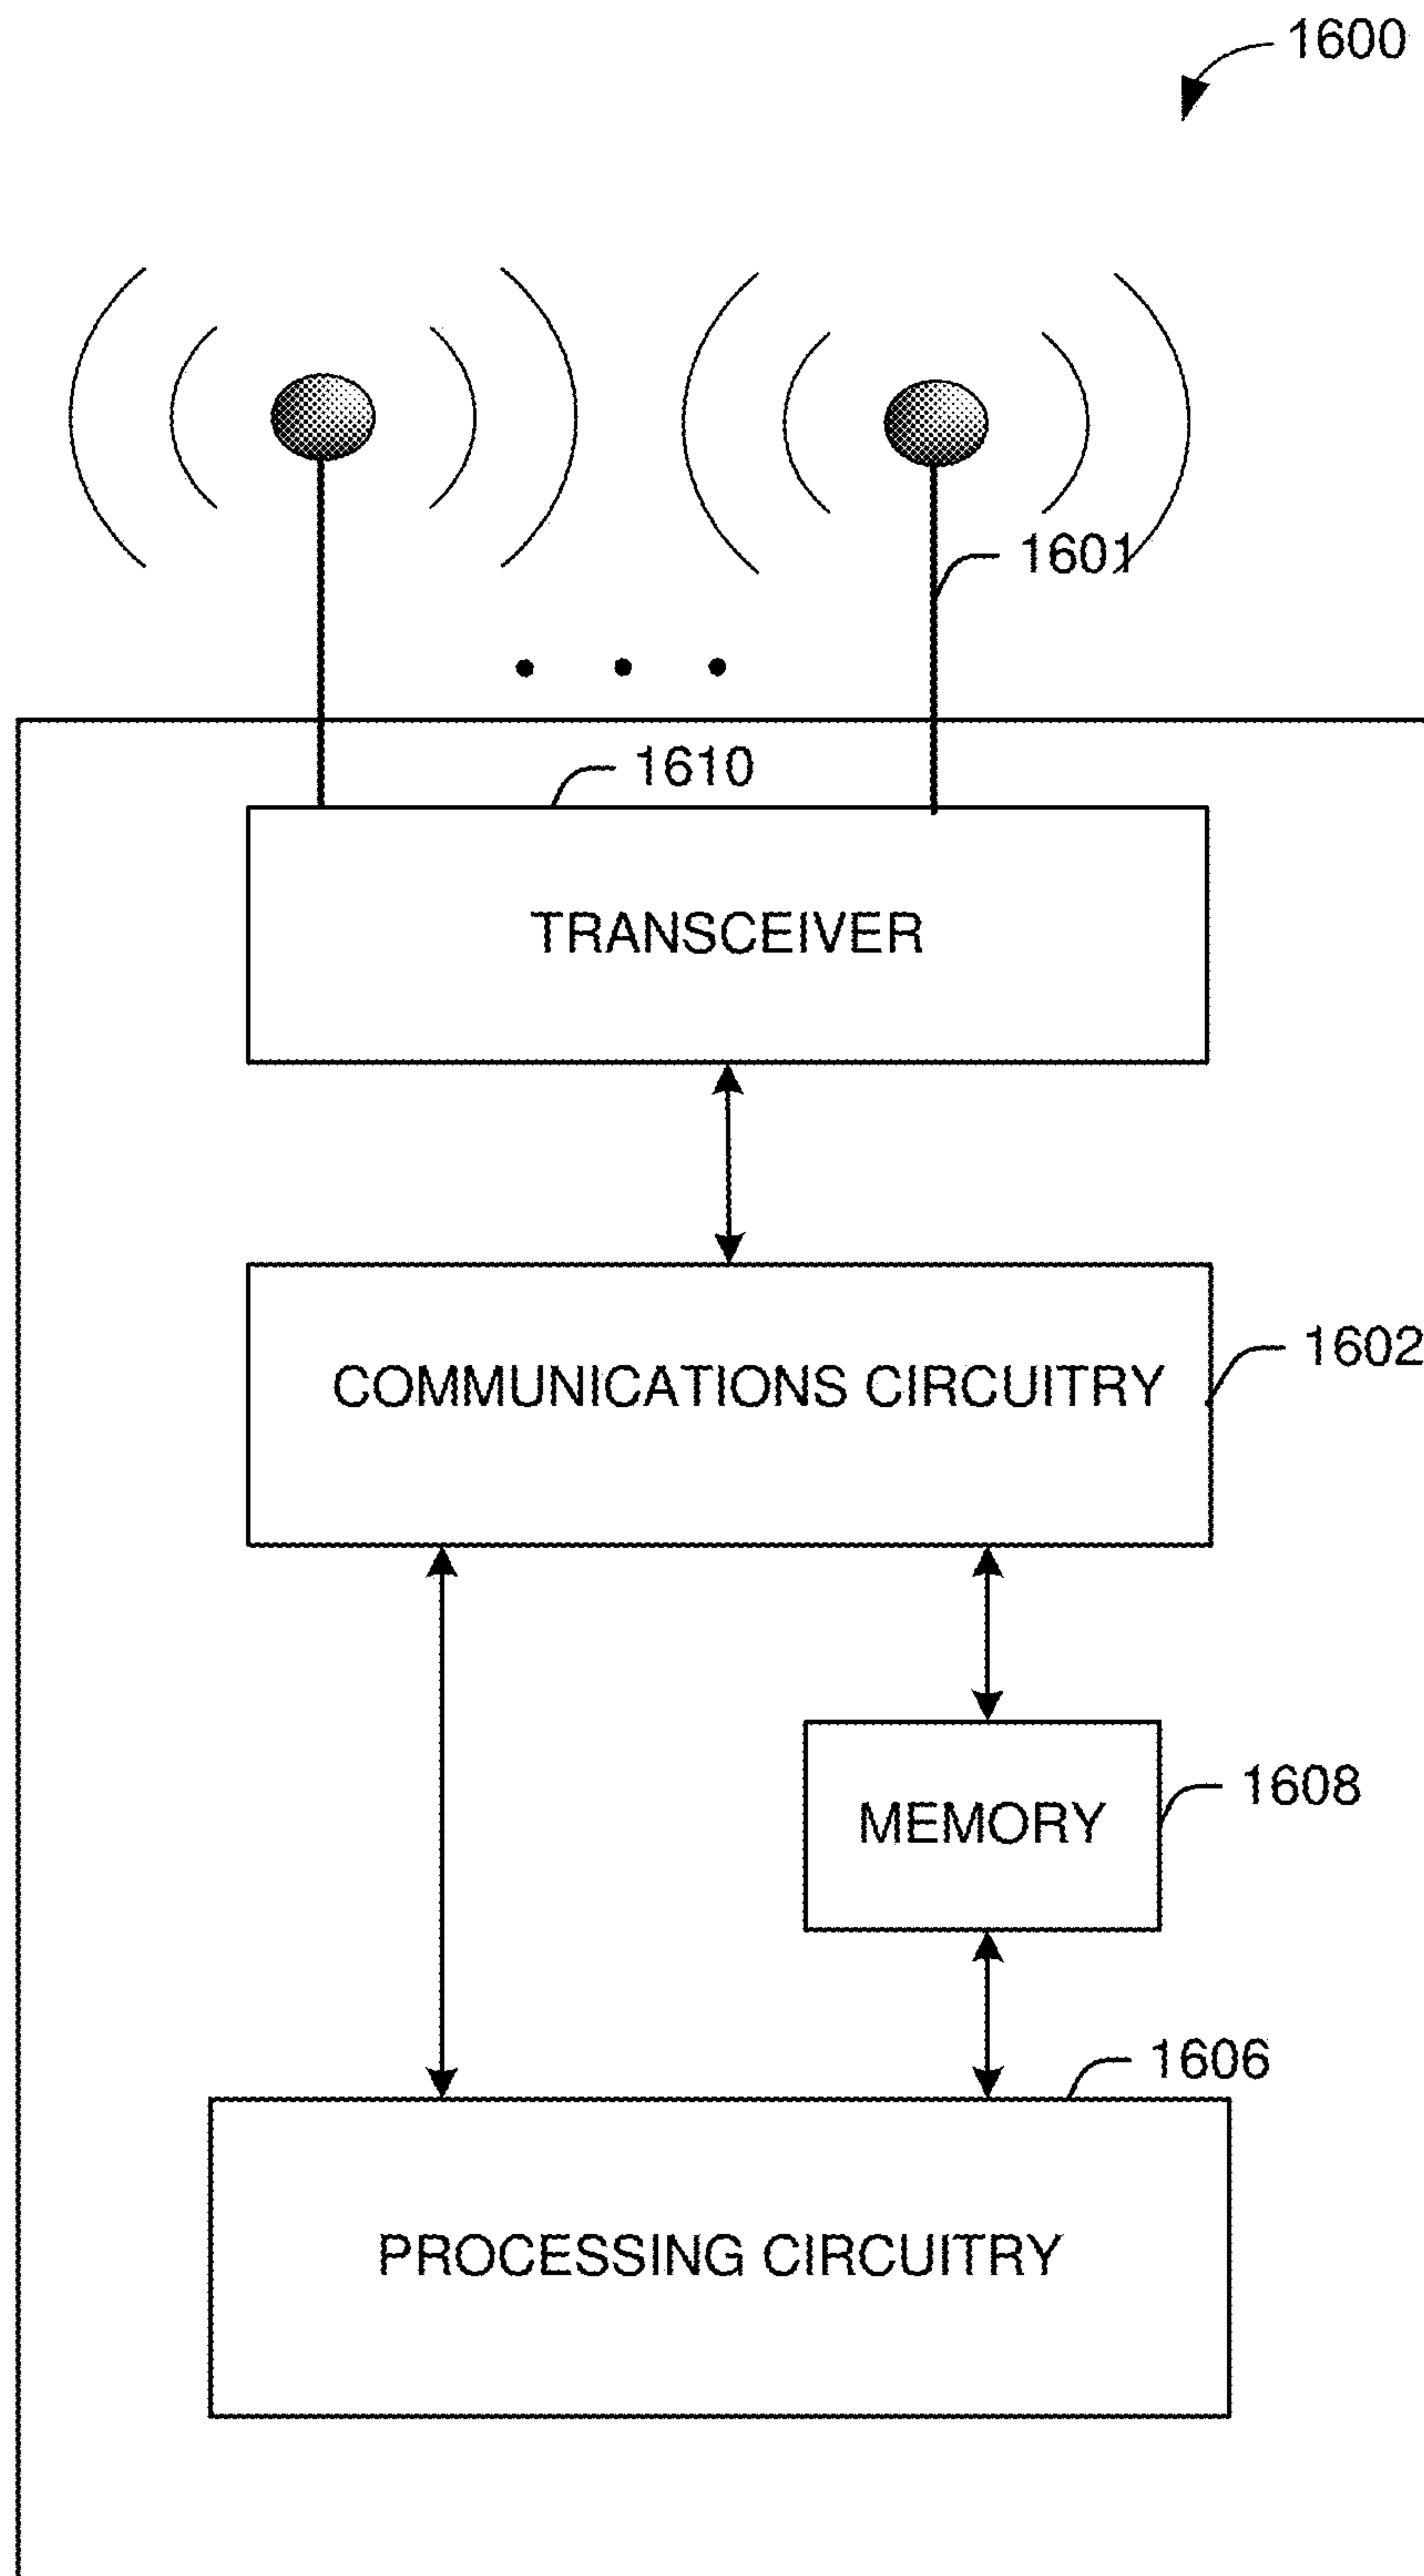 1600
1601
1610
TRANSCEIVER
COMMUNICATIONS CIRCUITRY
1602
MEMORY
1608
1606
PROCESSING CIRCUITRY